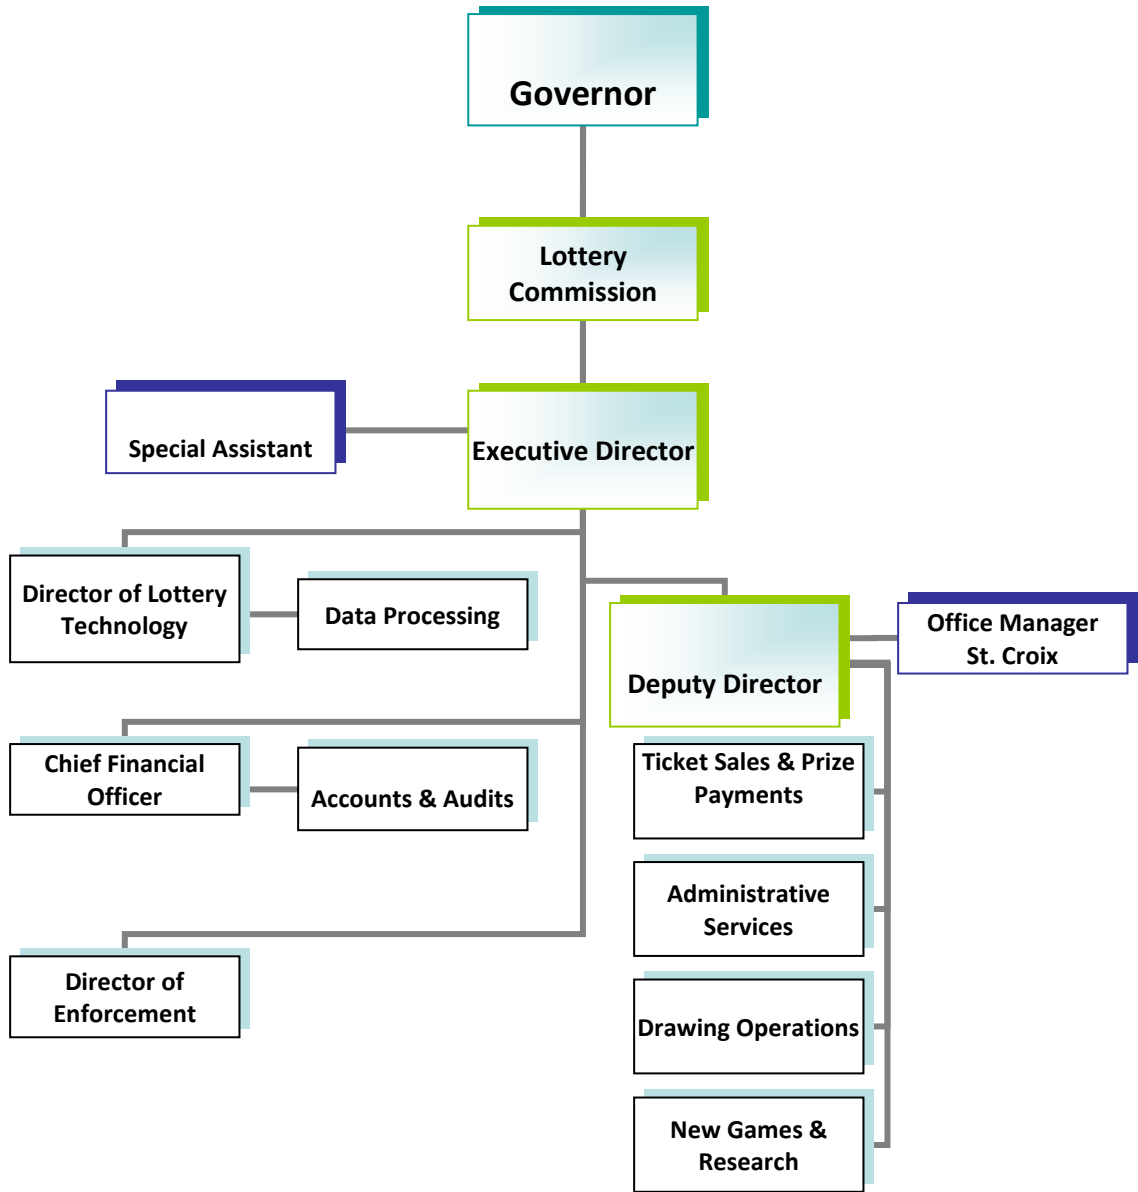 Governor
Lottery
Commission
Special Assistant
Executive Director
Director of Lottery
Technology
Data Processing
Deputy Director
Office Manager
St. Croix
Chief Financial
Officer
Accounts & Audits
Ticket Sales & Prize
Payments
Administrative
Services
Director of
Enforcement
Drawing Operations
New Games &
Research